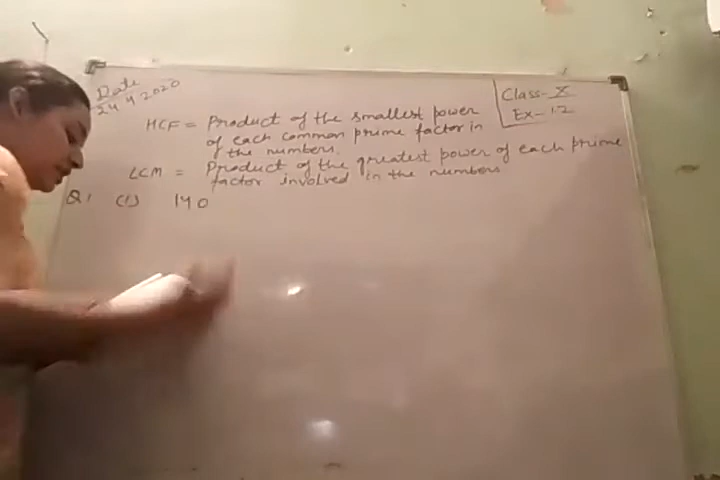 Date
24 4 2020
Class- X
Ex- 1.2
HCF = Product of the smallest power
of each common prime factor in
the numbers.
LCM = Product of the greatest power of each prime
factor involved in the numbers
Q1 (i) 140